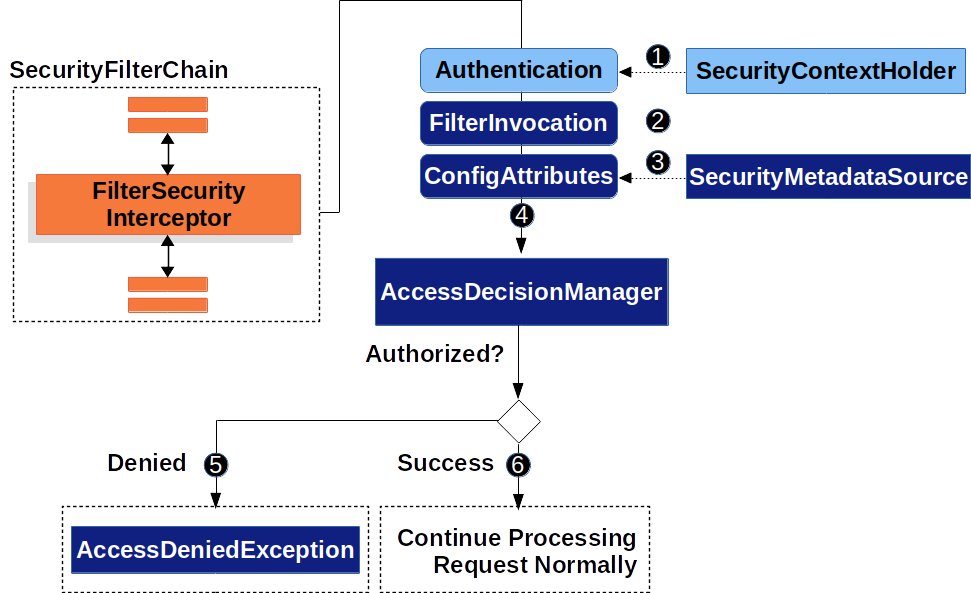 SecurityFilterChain
FilterSecurity
Interceptor
Authentication
1
SecurityContextHolder
FilterInvocation
2
ConfigAttributes
3
SecurityMetadataSource
4
AccessDecisionManager
Authorized?
Denied
5
Success
6
AccessDeniedException
Continue Processing
Request Normally